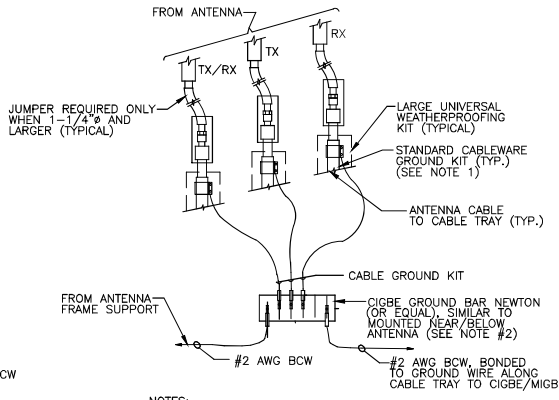 FROM ANTENNA
TX/RX
TX
RX
JUMPER REQUIRED ONLY
WHEN 1-1/4"ø AND
LARGER (TYPICAL)
LARGE UNIVERSAL
WEATHERPROOFING
KIT (TYPICAL)
STANDARD CABLEWARE
GROUND KIT (TYP.)
(SEE NOTE 1)
ANTENNA CABLE
TO CABLE TRAY (TYP.)
CABLE GROUND KIT
FROM ANTENNA
FRAME SUPPORT
CIGBE GROUND BAR NEWTON
(OR EQUAL), SIMILAR TO
MOUNTED NEAR/BELOW
ANTENNA (SEE NOTE #2)
#2 AWG BCW
#2 AWG BCW, BONDED
TO GROUND WIRE ALONG
CABLE TRAY TO CIGBE/MIGB
CW
NOTES: